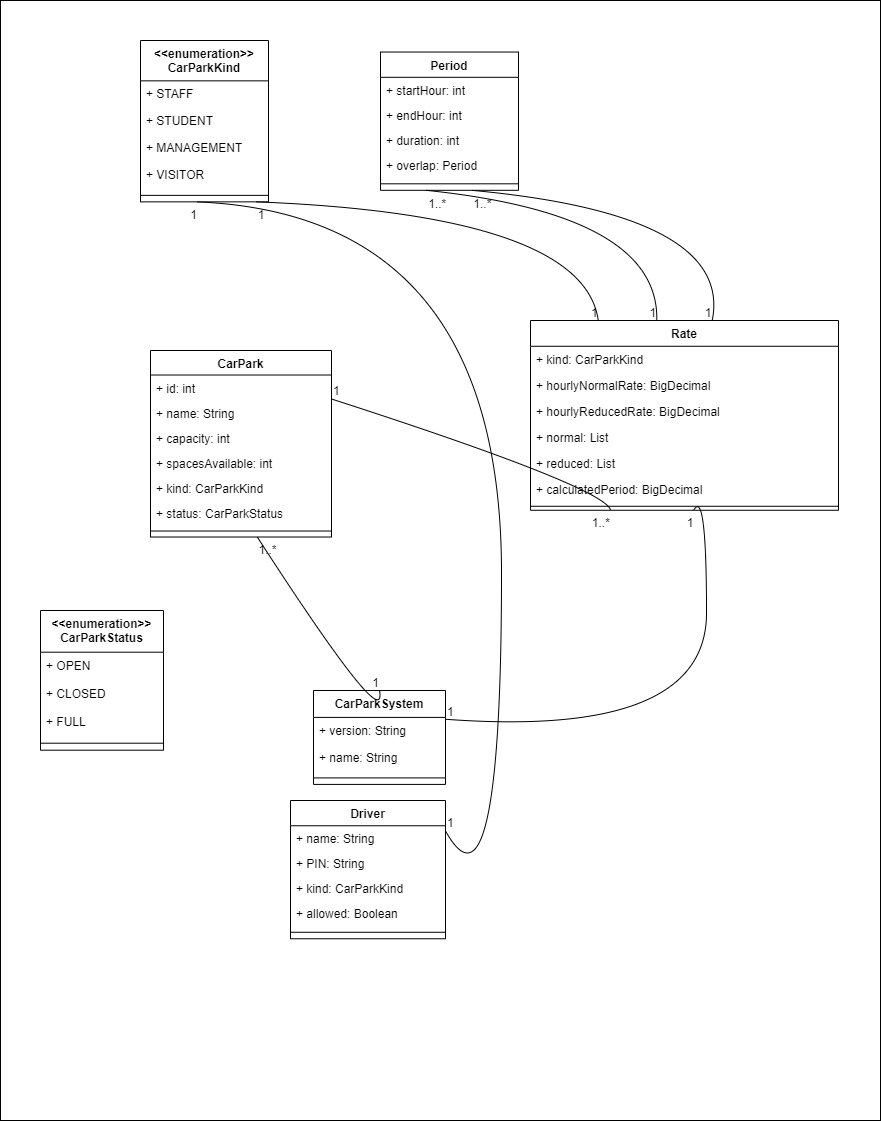 <<enumeration>>
CarParkKind
+ STAFF
+ STUDENT
+ MANAGEMENT
+ VISITOR
1
1
Period
+ startHour: int
+ endHour: int
+ duration: int
+ overlap: Period
1..*
1..*
1
1
1
Rate
+ kind: CarParkKind
+ hourlyNormalRate: BigDecimal
+ hourlyReducedRate: BigDecimal
+ normal: List
+ reduced: List
+ calculatedPeriod: BigDecimal
1..*
1
CarPark
+ id: int
+ name: String
+ capacity: int
+ spacesAvailable: int
+ kind: CarParkKind
+ status: CarParkStatus
1
1..*
<<enumeration>>
CarParkStatus
+ OPEN
+ CLOSED
+ FULL
1
CarParkSystem
+ version: String
+ name: String
1
Driver
+ name: String
+ PIN: String
+ kind: CarParkKind
+ allowed: Boolean
1